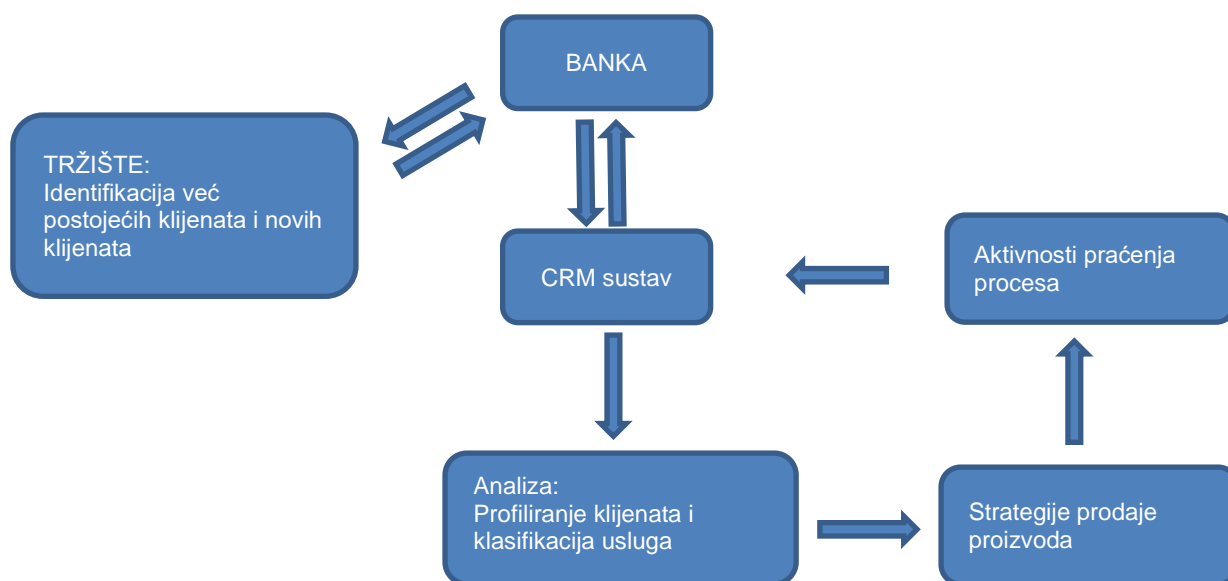 BANKA
TRŽIŠTE:
Identifikacija već
postojećih klijenata i novih
klijenata
CRM sustav
Aktivnosti praćenja
procesa
Analiza:
Profiliranje klijenata i
klasifikacija usluga
Strategije prodaje
proizvoda